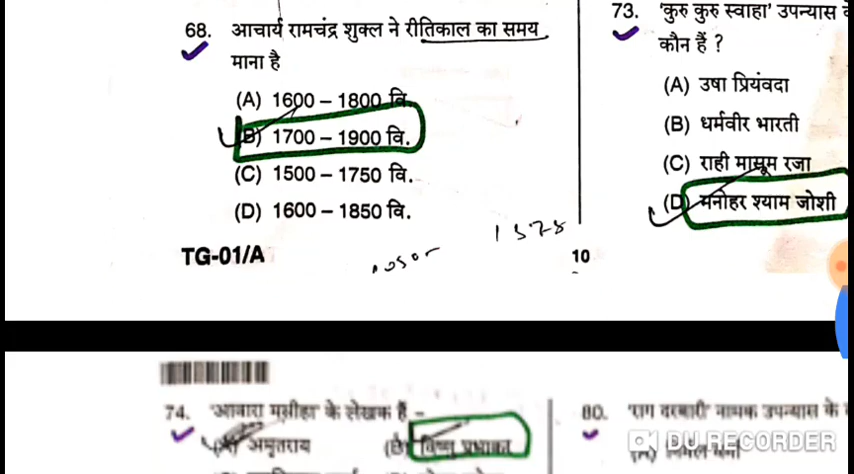 68. आचार्य रामचंद्र शुक्ल ने रीतिकाल का समय
माना है
(A) 1600 – 1800 वि.
(B) 1700 – 1900 वि.
(C) 1500 – 1750 वि.
(D) 1600 – 1850 वि.
TG-01/A
1378
10
73. 'कुरु कुरु स्वाहा' उपन्यास
कौन हैं ?
(A) उषा प्रियंवदा
(B) धर्मवीर भारती
(C) राही मासूम रजा
(D) मनोहर श्याम जोशी
74. 'आवारा मसीहा' के लेखक हैं –
(A) अमृतराय
विष्णु प्रभाकर
80. 'राग दरबारी' नामक उपन्यास के
DU RECORDER